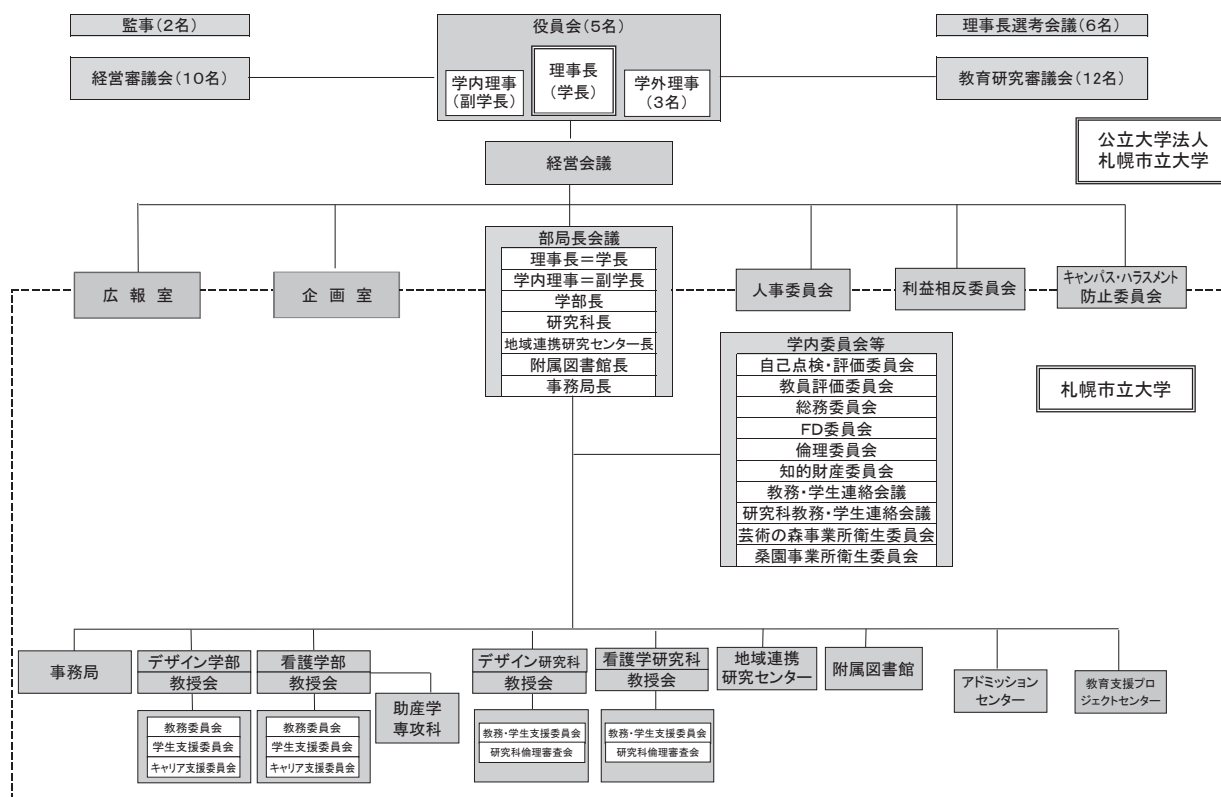 監事(2名)
役員会(5名)
理事長選考会議(6名)
経営審議会(10名)
学内理事
(副学長)
理事長
(学長)
学外理事
(3名)
教育研究審議会(12名)
公立大学法人
札幌市立大学
経営会議
部局長会議
理事長=学長
学内理事=副学長
学部長
研究科長
地域連携研究センター長
附属図書館長
事務局長
広 報 室
企 画 室
人事委員会
利益相反委員会
キャンパス・ハラスメント
防止委員会
学内委員会等
自己点検・評価委員会
教員評価委員会
総務委員会
FD委員会
倫理委員会
知的財産委員会
教務・学生連絡会議
研究科教務・学生連絡会議
芸術の森事業所衛生委員会
桑園事業所衛生委員会
札幌市立大学
事務局
デザイン学部
教授会
教務委員会
学生支援委員会
キャリア支援委員会
看護学部
教授会
教務委員会
学生支援委員会
キャリア支援委員会
助産学
専攻科
デザイン研究科
教授会
教務・学生支援委員会
研究科倫理審査会
看護学研究科
教授会
教務・学生支援委員会
研究科倫理審査会
地域連携
研究センター
附属図書館
アドミッション
センター
教育支援プロ
ジェクトセンター